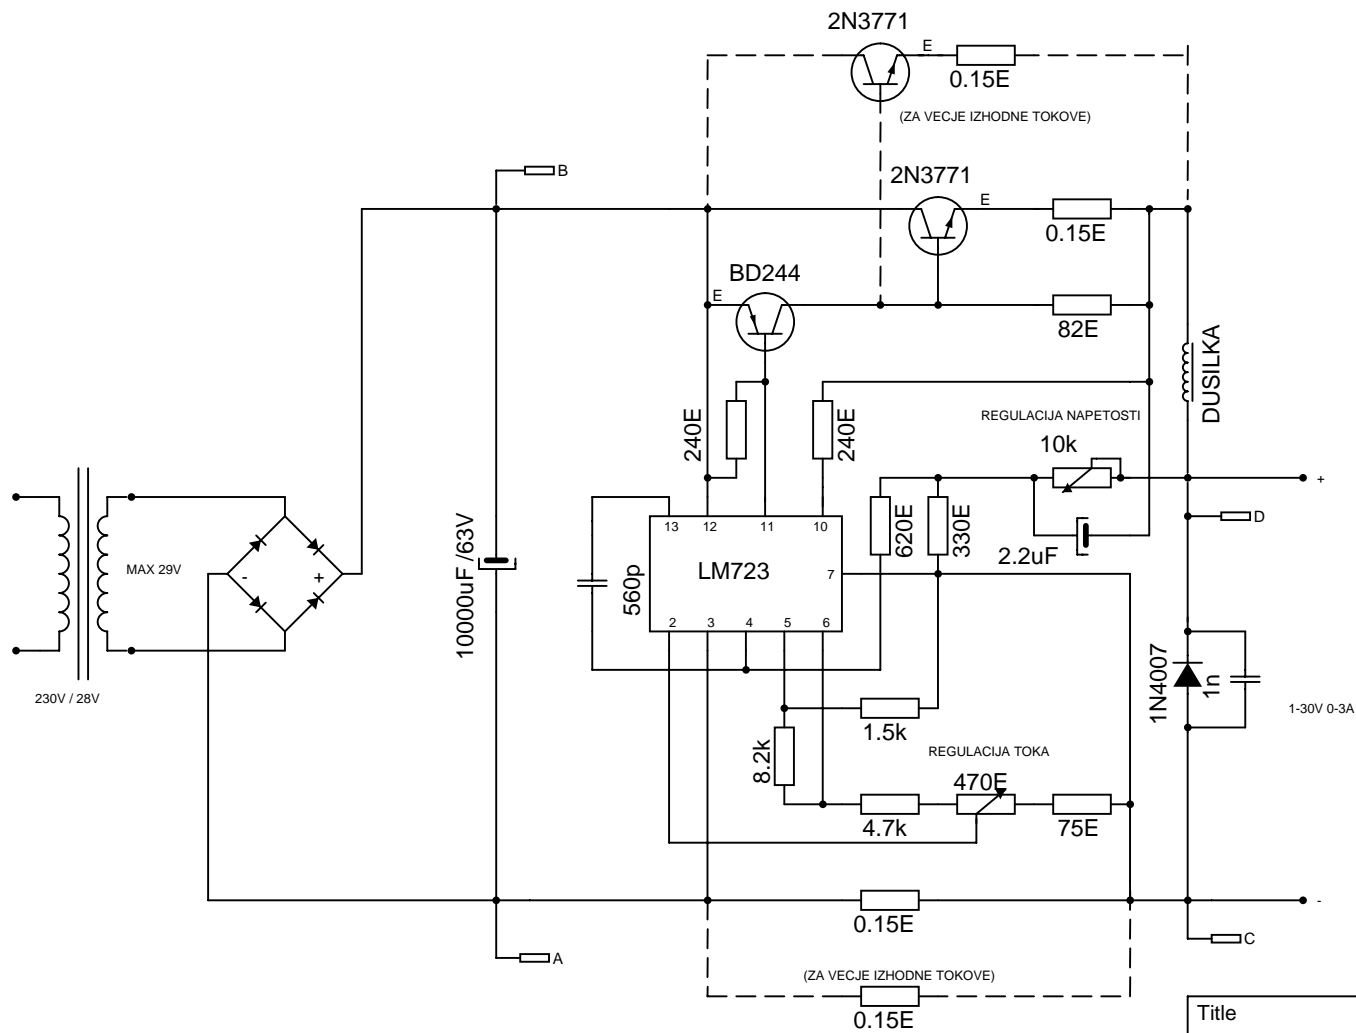 2N3771
E
0.15E
(ZA VECJE IZHODNE TOKOVE)
B
2N3771
E
0.15E
BD244
E
82E
DUSILKA
REGULACIJA NAPETOSTI
10k
240E
240E
+
13 12 11 10
620E
330E
D
2.2uF
MAX 29V
- +
10000uF /63V
560p
LM723
7
2 3 4 5 6
230V / 28V
1N4007
1n
1-30V 0-3A
1.5k
8.2k
REGULACIJA TOKA
470E
4.7k
75E
0.15E
-
C
A
(ZA VECJE IZHODNE TOKOVE)
0.15E
Title